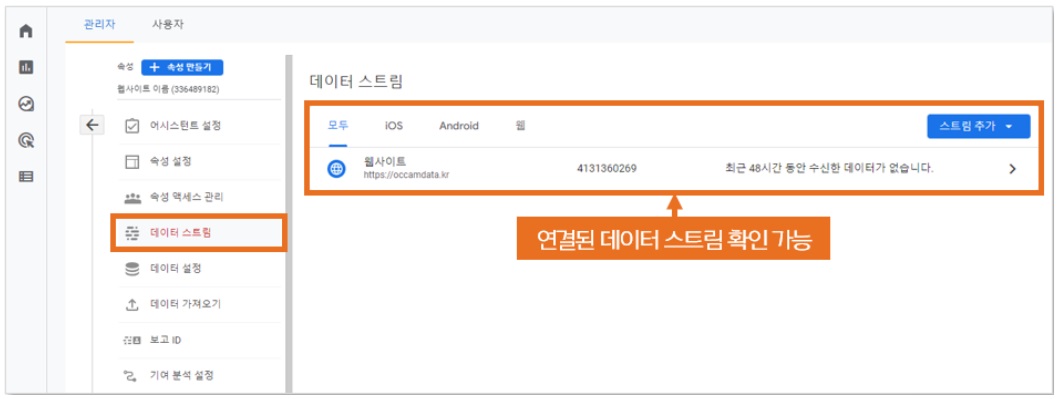 관리자 사용자
속성 + 속성 만들기
웹사이트 이름 (336489182)
어시스턴트 설정
속성 설정
속성 액세스 관리
데이터 스트림
데이터 설정
데이터 가져오기
보고 ID
기여 분석 설정
데이터 스트림
모두 iOS Android 웹
스트림 추가
웹사이트
https://occamdata.kr
4131360269
최근 48시간 동안 수신한 데이터가 없습니다.
연결된 데이터 스트림 확인 가능